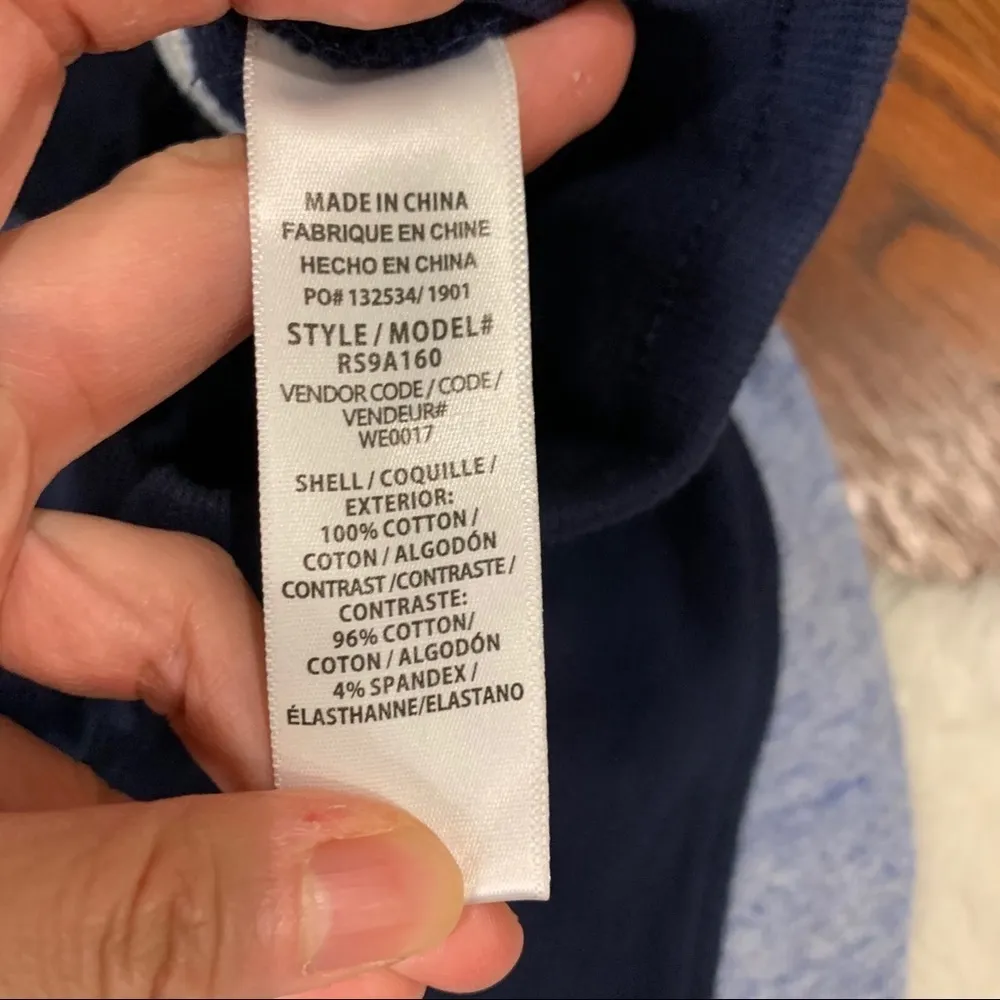 MADE IN CHINA
FABRIQUE EN CHINE
HECHO EN CHINA
PO# 132534/ 1901
STYLE / MODEL#
RS9A160
VENDOR CODE / CODE /
VENDEUR#
WE0017
SHELL / COQUILLE /
EXTERIOR:
100% COTTON /
COTON / ALGODÓN
CONTRAST /CONTRASTE /
CONTRASTE:
96% COTTON/
COTON / ALGODÓN
4% SPANDEX /
ÉLASTHANNE/ELASTANO